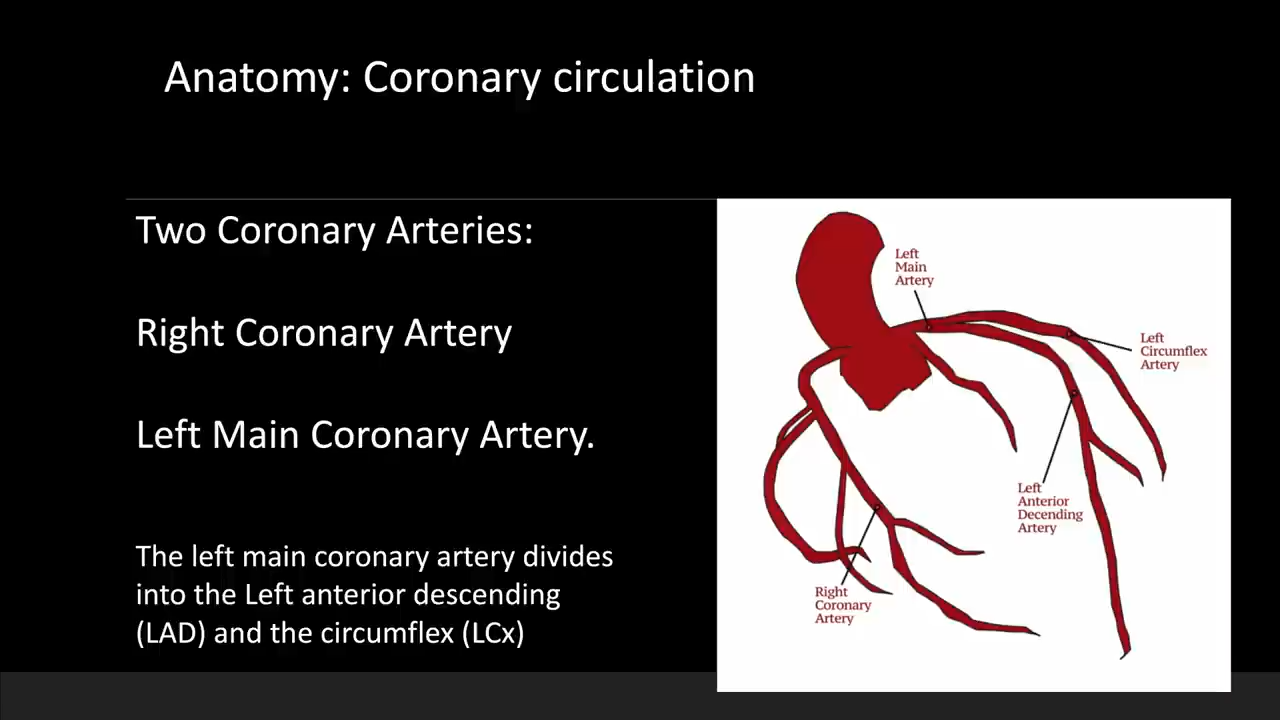 Anatomy: Coronary circulation
Two Coronary Arteries:
Right Coronary Artery
Left Main Coronary Artery.
The left main coronary artery divides
into the Left anterior descending
(LAD) and the circumflex (LCx)
Left
Main
Artery
Left
Circumflex
Artery
Left
Anterior
Decending
Artery
Right
Coronary
Artery